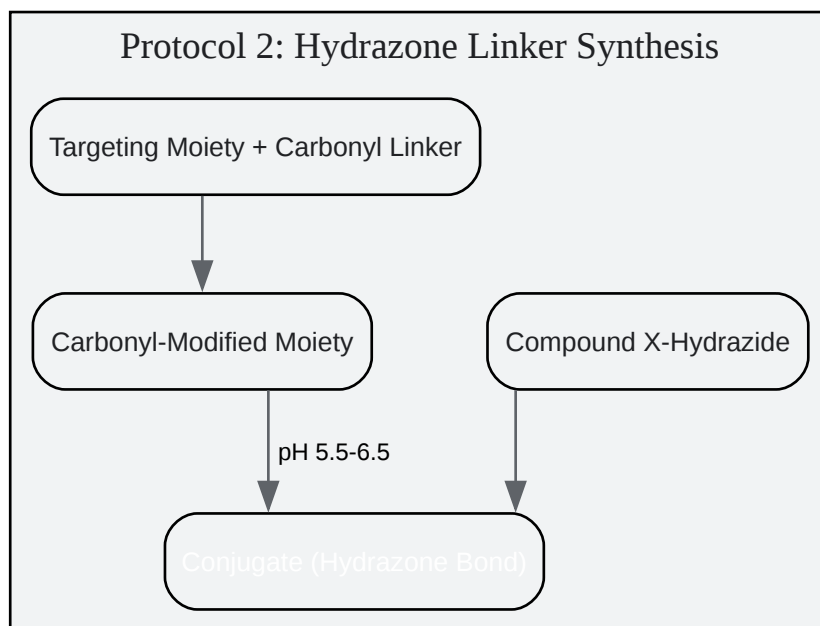 Protocol 2: Hydrazone Linker Synthesis
Targeting Moiety + Carbonyl Linker
Carbonyl-Modified Moiety
Compound X-Hydrazide
pH 5.5-6.5
Conjugate (Hydrazone Bond)